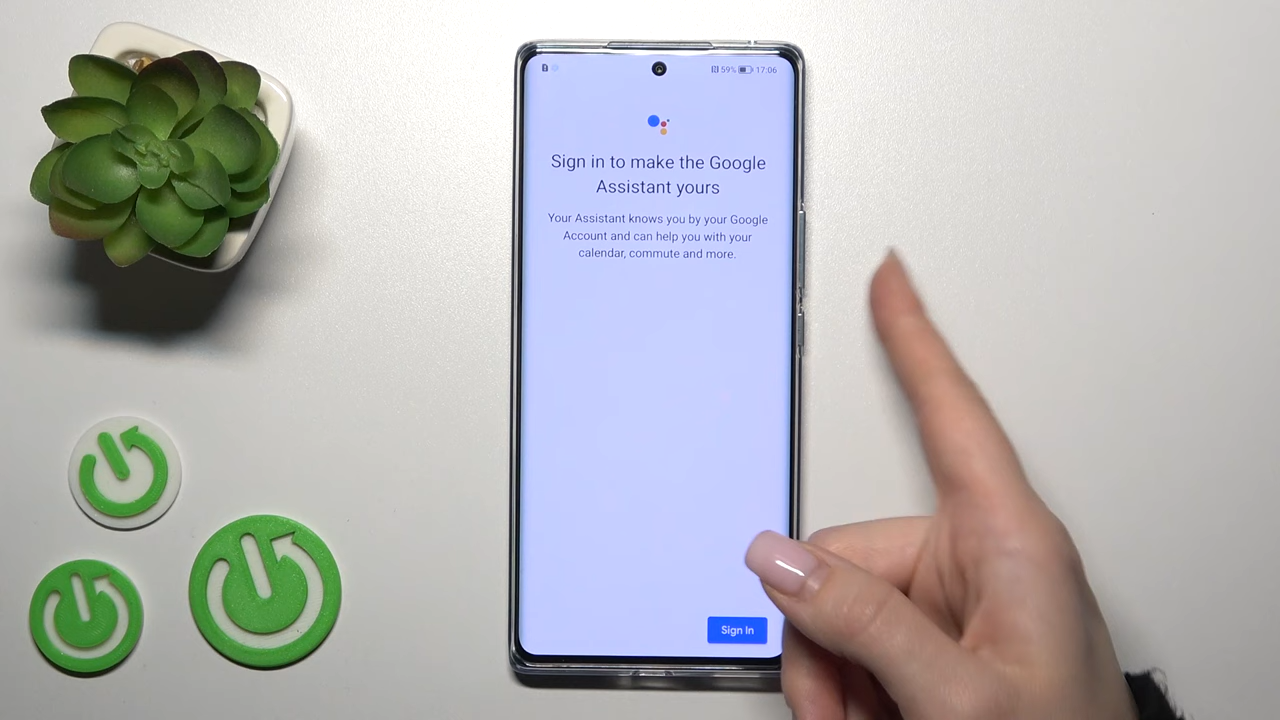 59% 17:06
Sign in to make the Google
Assistant yours
Your Assistant knows you by your Google
Account and can help you with your
calendar, commute and more.
Sign In